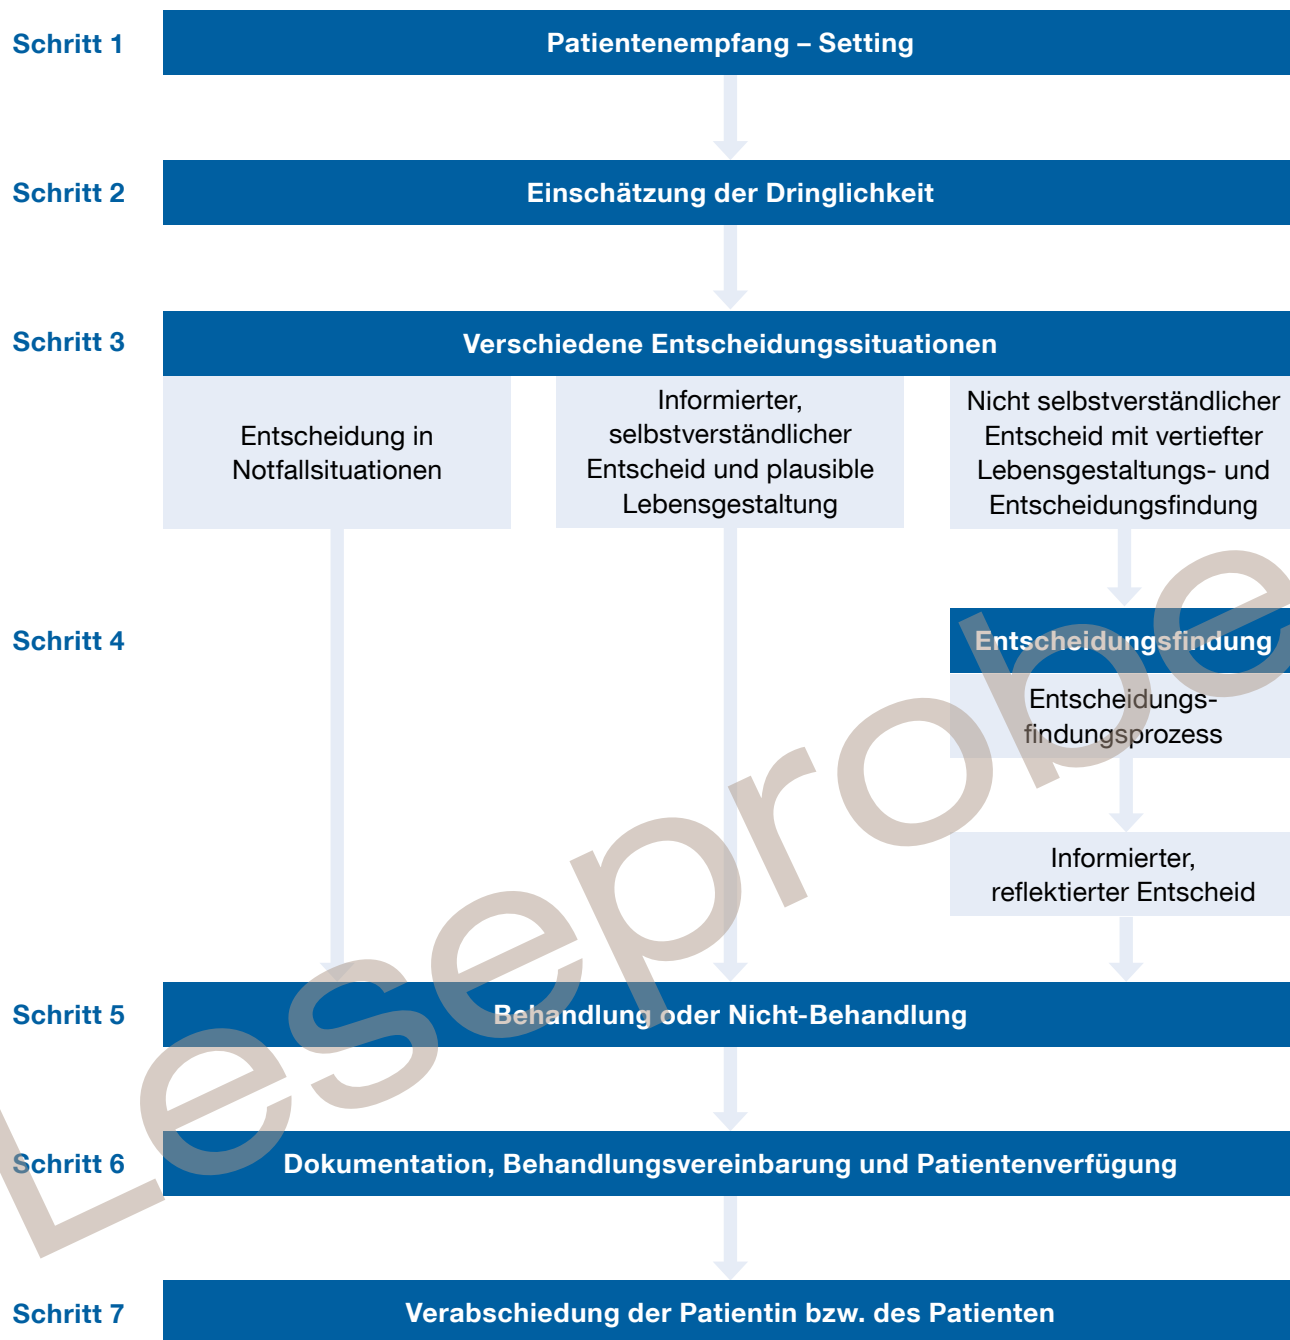 Schritt 1
Patientenempfang – Setting
Schritt 2
Einschätzung der Dringlichkeit
Schritt 3
Verschiedene Entscheidungssituationen
Entscheidung in
Notfallsituationen
Informierter,
selbstverständlicher
Entscheid und plausible
Lebensgestaltung
Nicht selbstverständlicher
Entscheid mit vertiefter
Lebensgestaltungs- und
Entscheidungsfindung
Schritt 4
Entscheidungsfindung
Entscheidungs-
findungsprozess
Informierter,
reflektierter Entscheid
Schritt 5
Behandlung oder Nicht-Behandlung
Schritt 6
Dokumentation, Behandlungsvereinbarung und Patientenverfügung
Schritt 7
Verabschiedung der Patientin bzw. des Patienten
Leseprobe